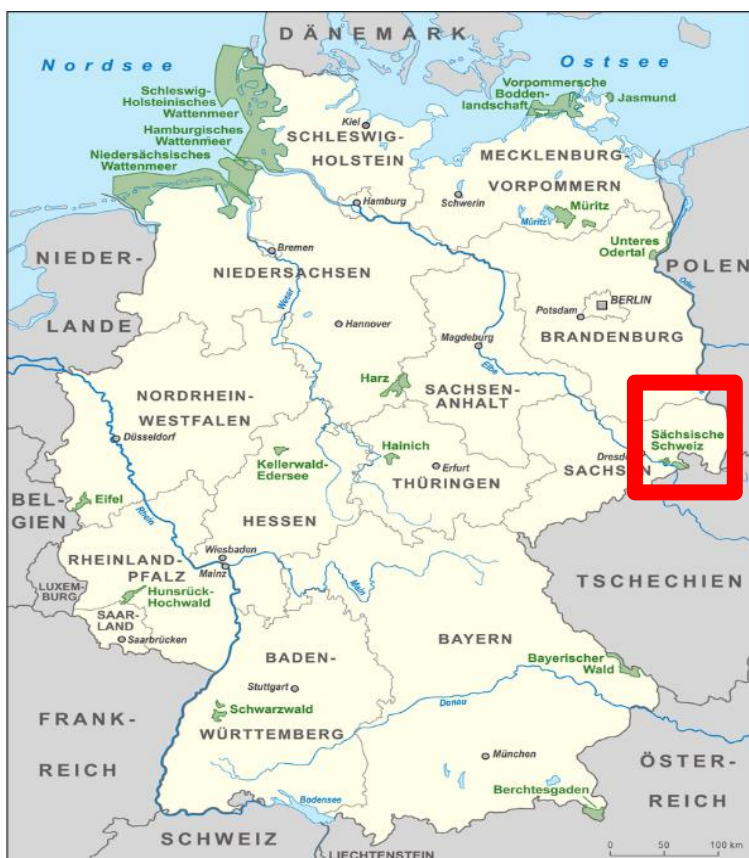 DÄNEMARK
Nordsee
Ostsee
Schleswig-
Holsteinisches
Wattenmeer
Hamburgisches
Wattenmeer
Niedersächsisches
Wattenmeer
Kiel
SCHLESWIG-
HOLSTEIN
Vorpommersche
Bodden-
landschaft
Jasmund
MECKLENBURG-
VORPOMMERN
Hamburg
Schwerin
Müritz
Müritz
Unteres
Odertal
Oder
POLEN
NIEDER-
LANDE
Bremen
NIEDERSACHSEN
Weser
Hannover
Potsdam
BERLIN
BRANDENBURG
Magdeburg
Elbe
Harz
SACHSEN-
ANHALT
NORDRHEIN-
WESTFALEN
Düsseldorf
Kellerwald-
Edersee
Hainich
Erfurt
THÜRINGEN
Sächsische
Schweiz
Dresden
SACHSEN
BEL-
GIEN
Eifel
Rhein
HESSEN
Wiesbaden
Mainz
Main
LUXEM-
BURG
RHEINLAND-
PFALZ
Hunsrück-
Hochwald
SAAR-
LAND
Saarbrücken
TSCHECHIEN
BAYERN
Bayerischer
Wald
BADEN-
WÜRTTEMBERG
Stuttgart
Schwarzwald
Donau
FRANK-
REICH
München
ÖSTER-
REICH
Berchtesgaden
Bodensee
SCHWEIZ
LIECHTENSTEIN
0 50 100 km